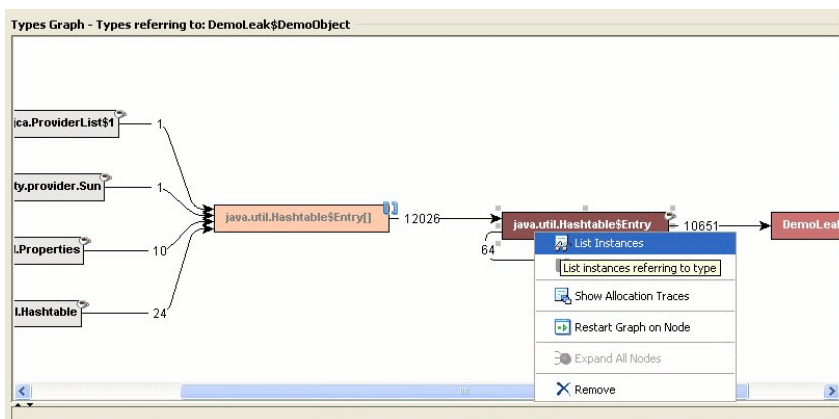 Types Graph - Types referring to: DemoLeak$DemoObject
jca.ProviderList$1
1
ty.provider.Sun
1
java.util.Hashtable$Entry[]
12026
java.util.Hashtable$Entry
10651
DemoLeak
l.Properties
10
64
List Instances
List instances referring to type
l.Hashtable
24
Show Allocation Traces
Restart Graph on Node
Expand All Nodes
Remove